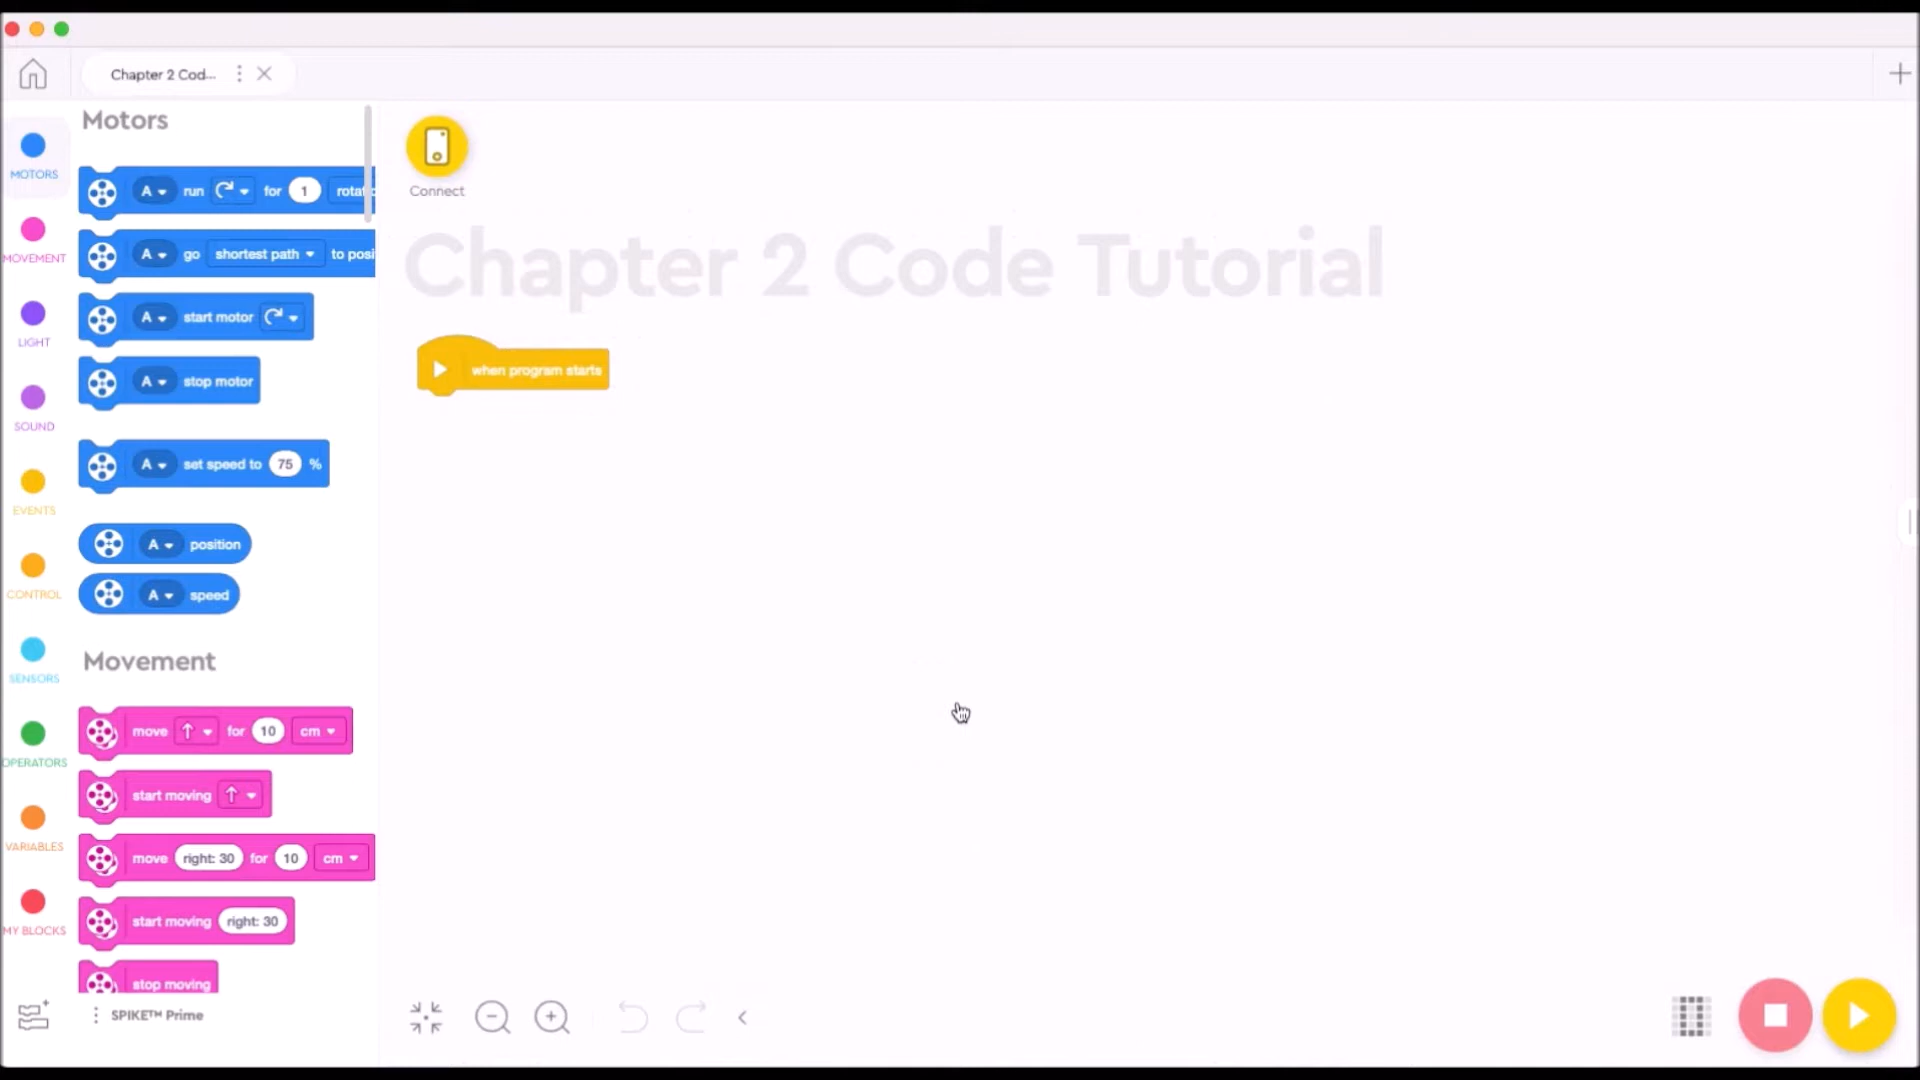 Chapter 2 Cod...
Motors
MOTORS
MOVEMENT
LIGHT
SOUND
EVENTS
CONTROL
SENSORS
OPERATORS
VARIABLES
MY BLOCKS
A run for 1
A go shortest path to
A start motor
A stop motor
A set speed to 75 %
A position
A speed
Movement
move for 10 cm
start moving
move right: 30 for 10 cm
start moving right: 30
stop moving
SPIKE™ Prime
Connect
Chapter 2 Code Tutorial
when program starts